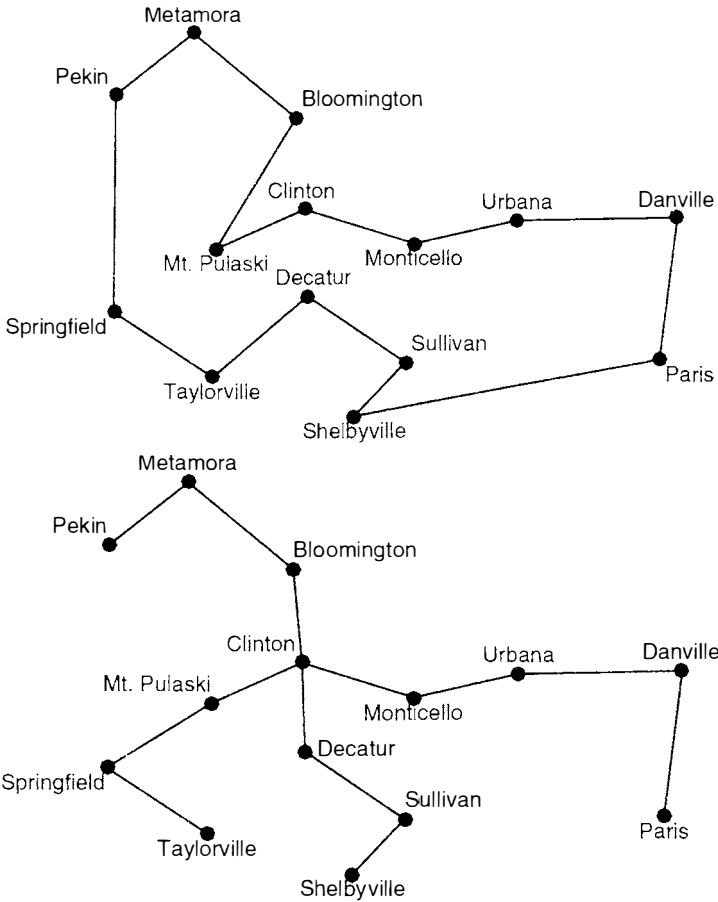 Metamora
Pekin
Bloomington
Clinton
Urbana
Danville
Mt. Pulaski
Monticello
Decatur
Springfield
Sullivan
Taylorville
Paris
Shelbyville
Metamora
Pekin
Bloomington
Clinton
Urbana
Danville
Mt. Pulaski
Monticello
Decatur
Springfield
Sullivan
Taylorville
Paris
Shelbyville